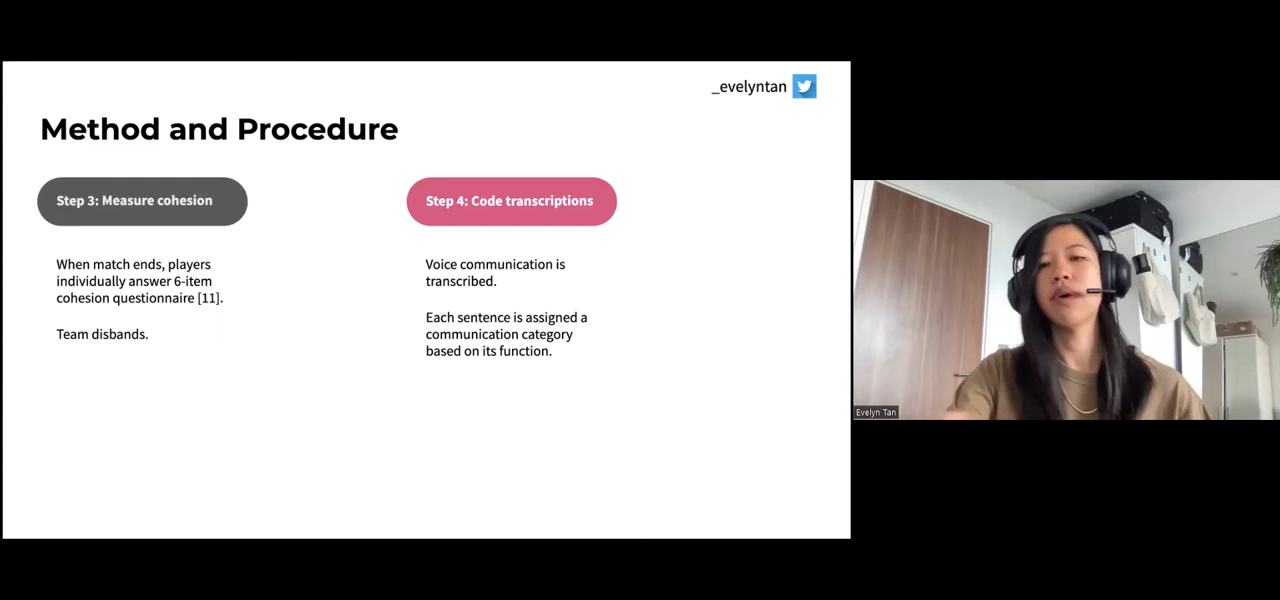 _evelyntan
Method and Procedure
Step 3: Measure cohesion
When match ends, players
individually answer 6-item
cohesion questionnaire [11].
Team disbands.
Step 4: Code transcriptions
Voice communication is
transcribed.
Each sentence is assigned a
communication category
based on its function.
Evelyn Tan